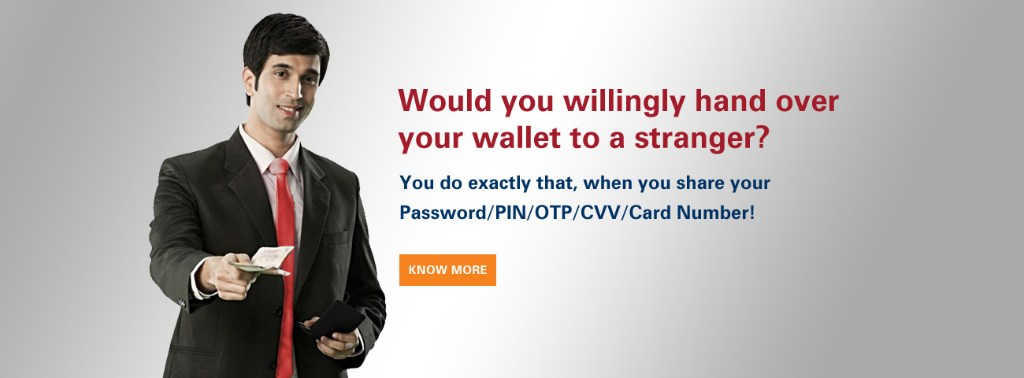 Would you willingly hand over
your wallet to a stranger?
You do exactly that, when you share your
Password/PIN/OTP/CVV/Card Number!
KNOW MORE